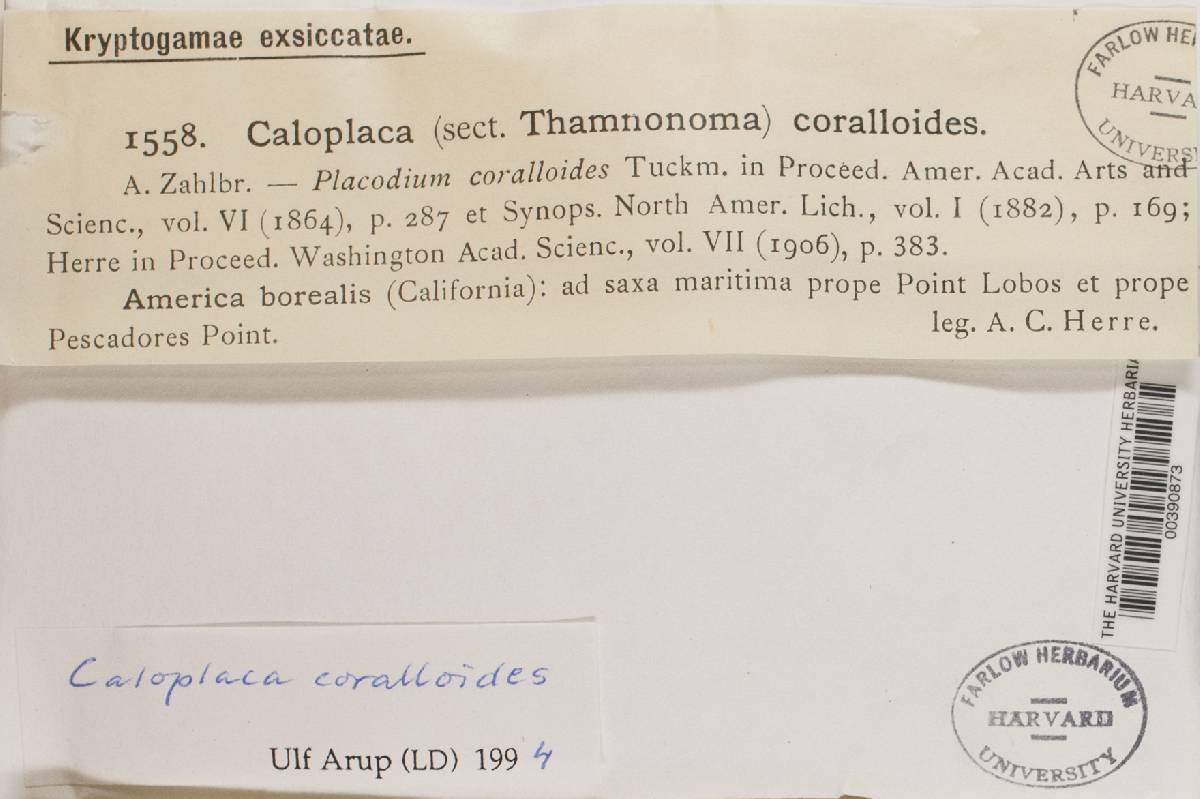 Kryptogamae exsiccatae.
FARLOW HE
HARVA
UNIVERS
1558. Caloplaca (sect. Thamnonoma) coralloides.
A. Zahlbr. — Placodium coralloides Tuckm. in Proceed. Amer. Acad. Arts and
Scienc., vol. VI (1864), p. 287 et Synops. North Amer. Lich., vol. I (1882), p. 169;
Herre in Proceed. Washington Acad. Scienc., vol. VII (1906), p. 383.
America borealis (California): ad saxa maritima prope Point Lobos et prope
Pescadores Point.
leg. A. C. Herre.
THE HARVARD UNIVERSITY HERBARIA
00390873
Caloplaca coralloides
Ulf Arup (LD) 1994
FARLOW HERBARIUM
HARVARD
UNIVERSITY